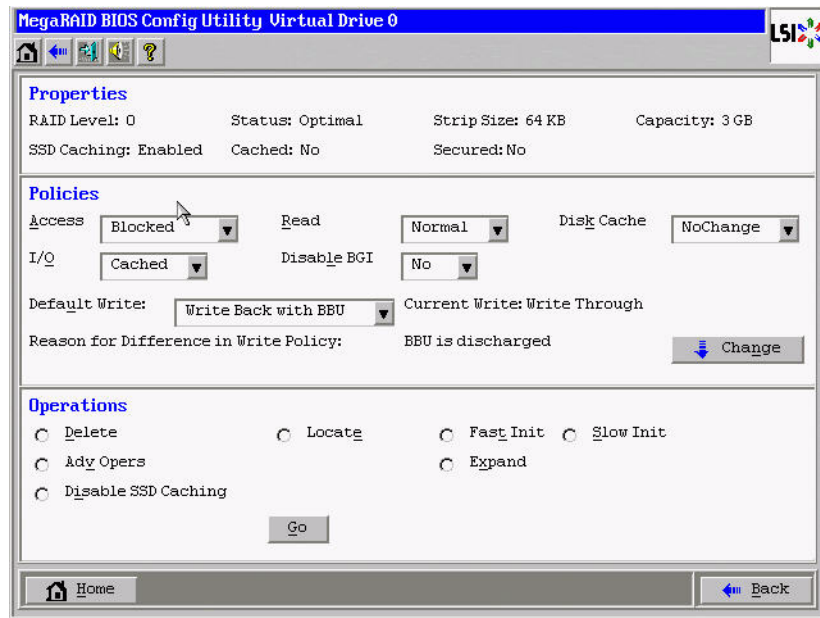 MegaRAID BIOS Config Utility Virtual Drive 0
LSI
?
Properties
RAID Level: 0 Status: Optimal Strip Size: 64 KB Capacity: 3 GB
SSD Caching: Enabled Cached: No Secured: No
Policies
Access Blocked Read Normal Disk Cache NoChange
I/O Cached Disable BGI No
Default Write: Write Back with BBU Current Write: Write Through
Reason for Difference in Write Policy: BBU is discharged Change
Operations
Delete Locate Fast Init Slow Init
Adv Opers Expand
Disable SSD Caching
Go
Home Back